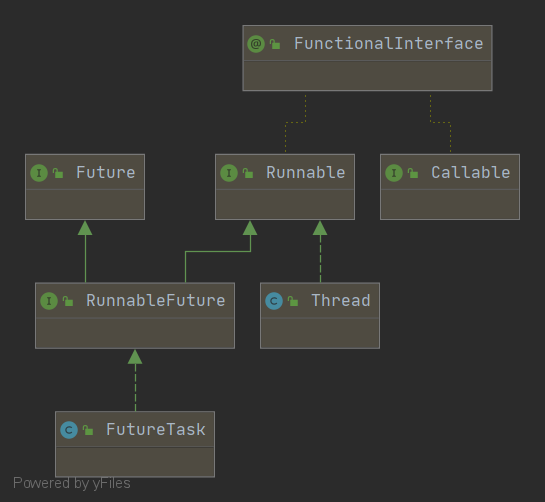 @ FunctionalInterface
I Future
I Runnable
I Callable
I RunnableFuture
C Thread
C FutureTask
Powered by yFiles